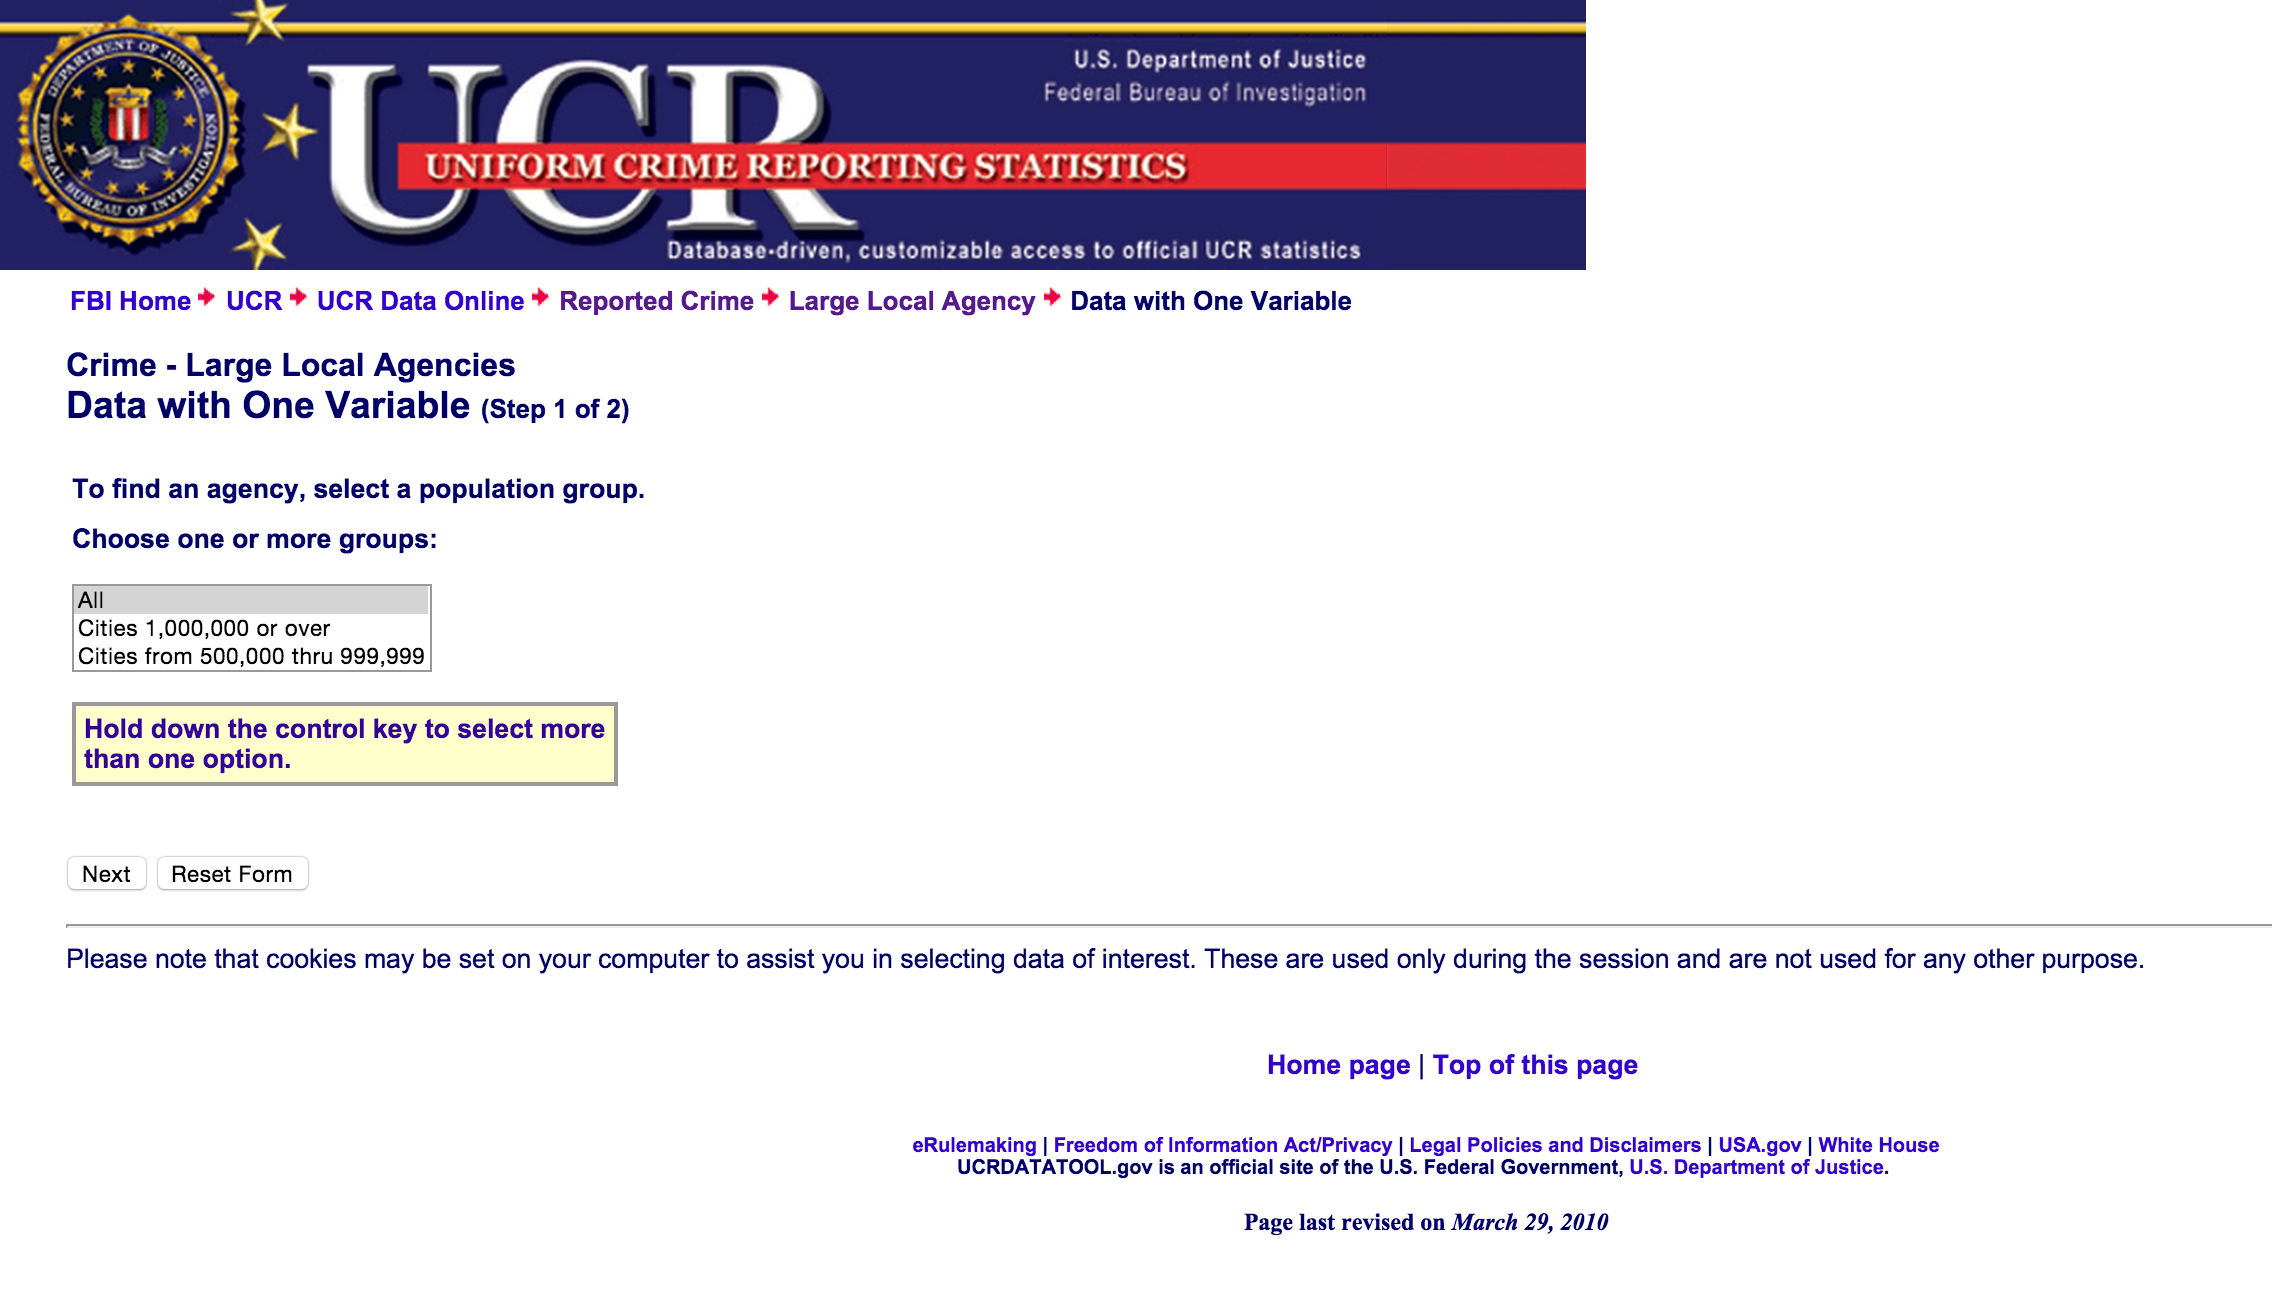 DEPARTMENT OF JUSTICE
FEDERAL BUREAU OF INVESTIGATION
UCR
U.S. Department of Justice
Federal Bureau of Investigation
UNIFORM CRIME REPORTING STATISTICS
Database-driven, customizable access to official UCR statistics
FBI Home UCR UCR Data Online Reported Crime Large Local Agency Data with One Variable
Crime - Large Local Agencies
Data with One Variable (Step 1 of 2)
To find an agency, select a population group.
Choose one or more groups:
All
Cities 1,000,000 or over
Cities from 500,000 thru 999,999
Hold down the control key to select more
than one option.
Next Reset Form
Please note that cookies may be set on your computer to assist you in selecting data of interest. These are used only during the session and are not used for any other purpose.
Home page | Top of this page
eRulemaking | Freedom of Information Act/Privacy | Legal Policies and Disclaimers | USA.gov | White House
UCRDATATOOL.gov is an official site of the U.S. Federal Government, U.S. Department of Justice.
Page last revised on March 29, 2010